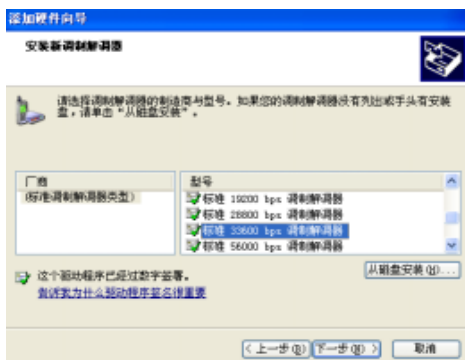 添加硬件向导
安装新调制解调器
请选择调制解调器的制造商与型号。如果您的调制解调器没有列出或手头有安装
盘，请单击“从磁盘安装”。
厂商
(标准调制解调器类型)
型号
标准 19200 bps 调制解调器
标准 28800 bps 调制解调器
标准 33600 bps 调制解调器
标准 56000 bps 调制解调器
这个驱动程序已经过数字签署。
告诉我为什么驱动程序签名很重要
从磁盘安装(H)...
<上一步(B) 下一步(N)> 取消